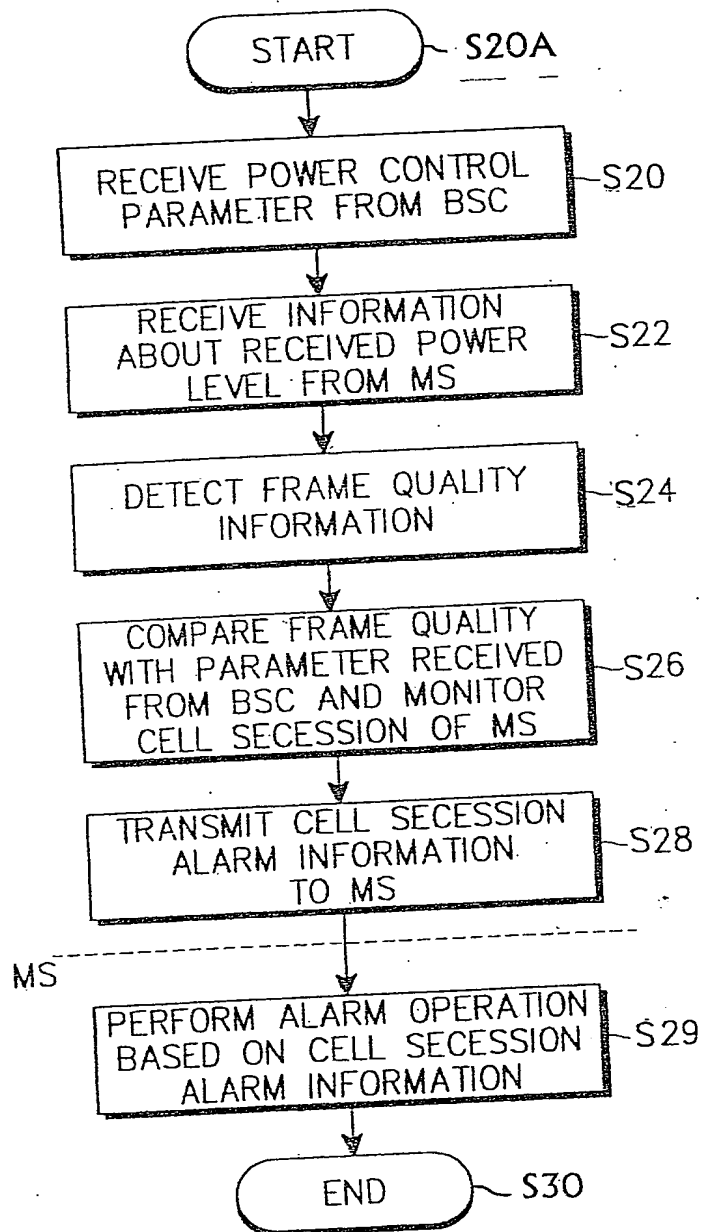 START S20A
RECEIVE POWER CONTROL
PARAMETER FROM BSC S20
RECEIVE INFORMATION
ABOUT RECEIVED POWER
LEVEL FROM MS S22
DETECT FRAME QUALITY
INFORMATION S24
COMPARE FRAME QUALITY
WITH PARAMETER RECEIVED
FROM BSC AND MONITOR
CELL SECESSION OF MS S26
TRANSMIT CELL SECESSION
ALARM INFORMATION
TO MS S28
MS
PERFORM ALARM OPERATION
BASED ON CELL SECESSION
ALARM INFORMATION S29
END S30